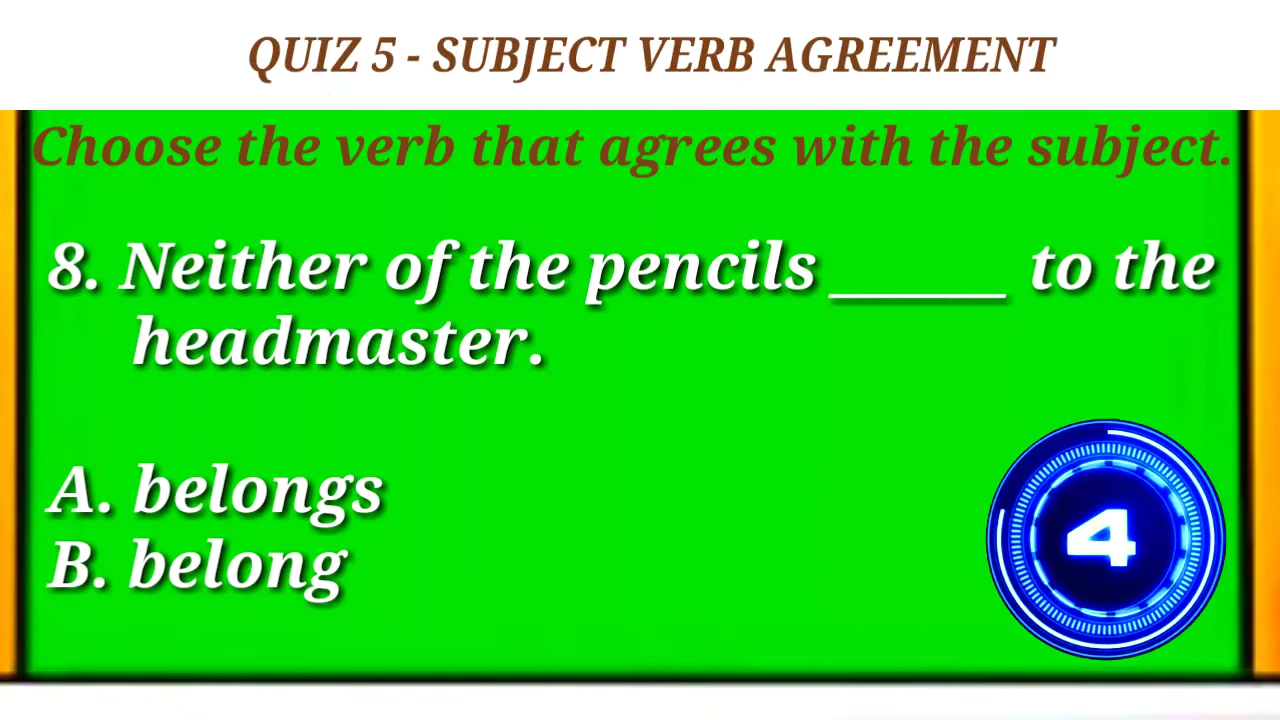 QUIZ 5 - SUBJECT VERB AGREEMENT
Choose the verb that agrees with the subject.
8. Neither of the pencils ______ to the
headmaster.
A. belongs
B. belong
4